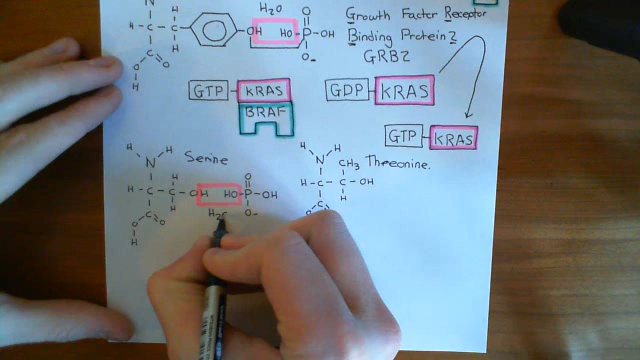 N
H₂O
O
H-C-C-H
H
OH HO-P-OH
O-
C
O
O
H
Growth Factor Receptor
Binding Protein 2
GRB2
GTP KRAS
BRAF
GDP KRAS
GTP KRAS
Serine
H H
N
H-C-C-OH HO-P-OH
H
H
O
O-
C
O
O
H
H₂O
Threonine.
H H
N
CH₃
H-C-C-OH
H
C
O